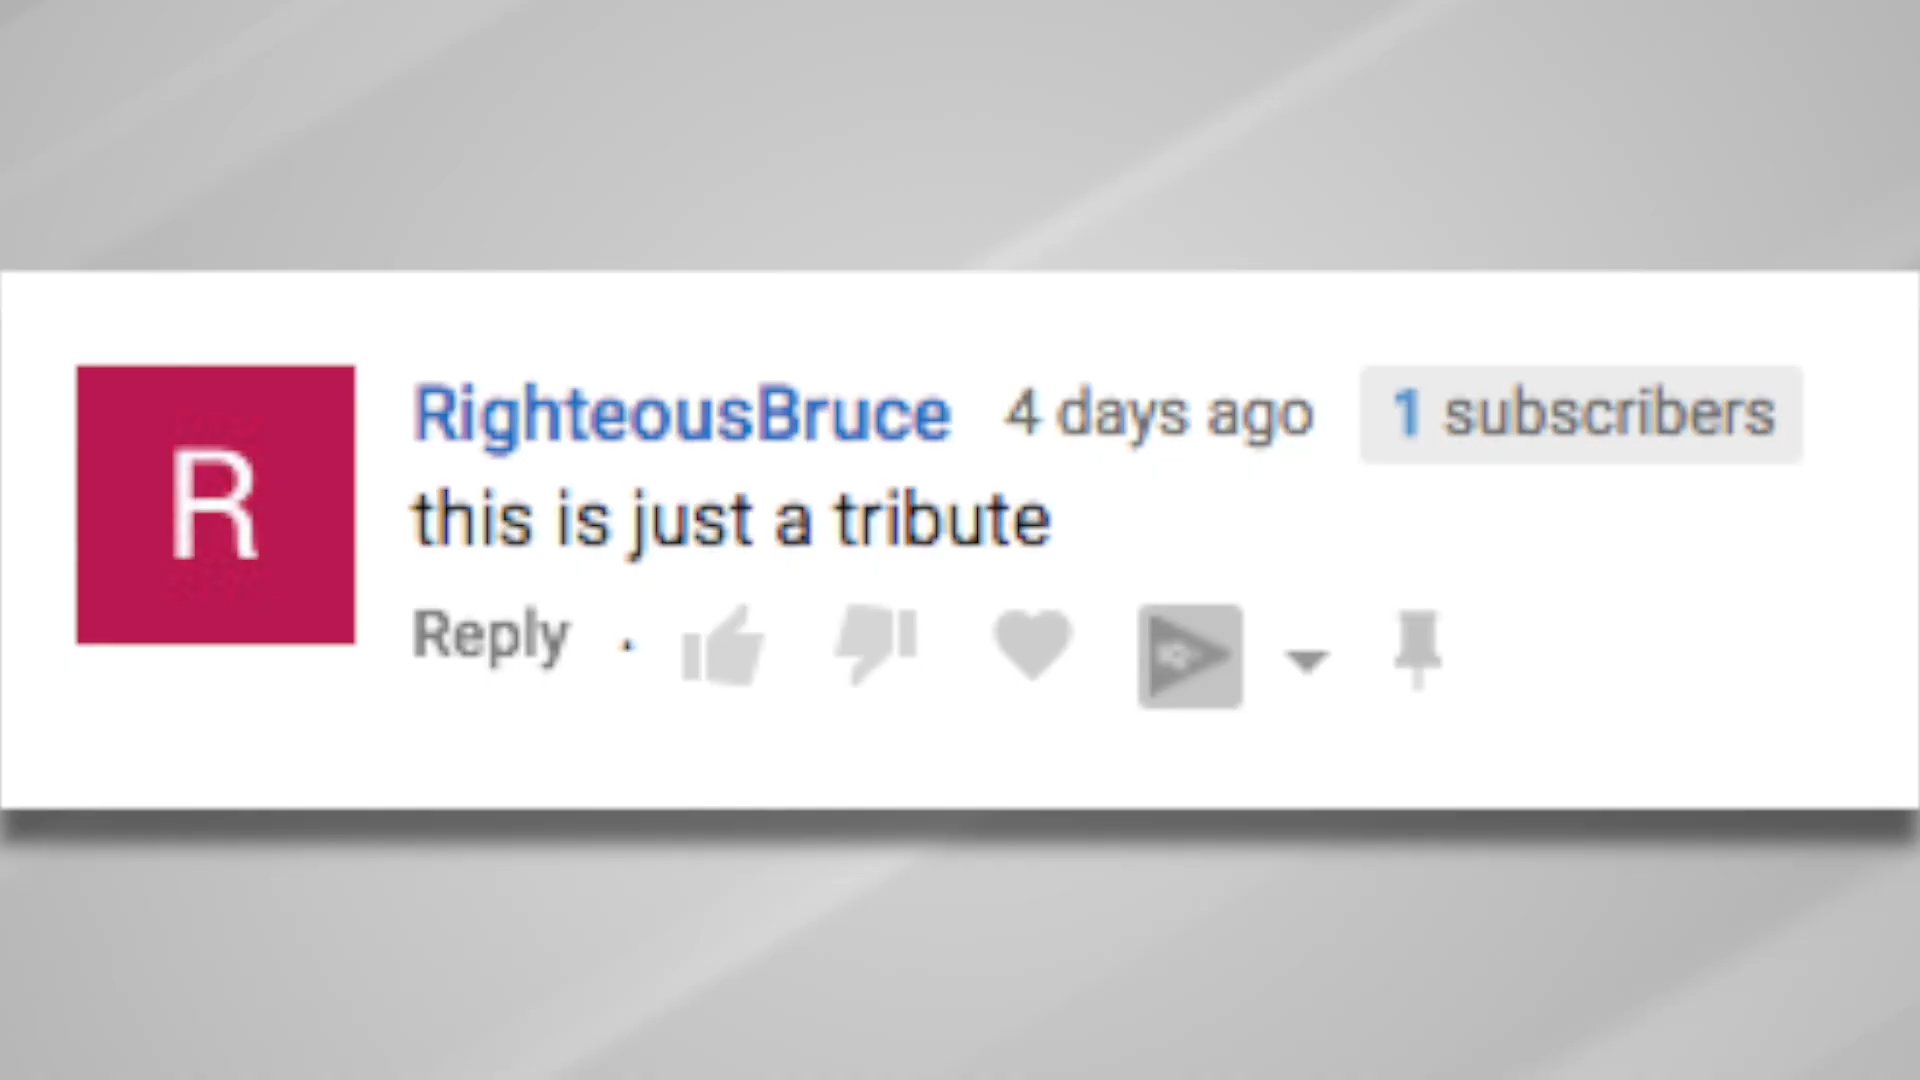 R
RighteousBruce 4 days ago 1 subscribers
this is just a tribute
Reply ·